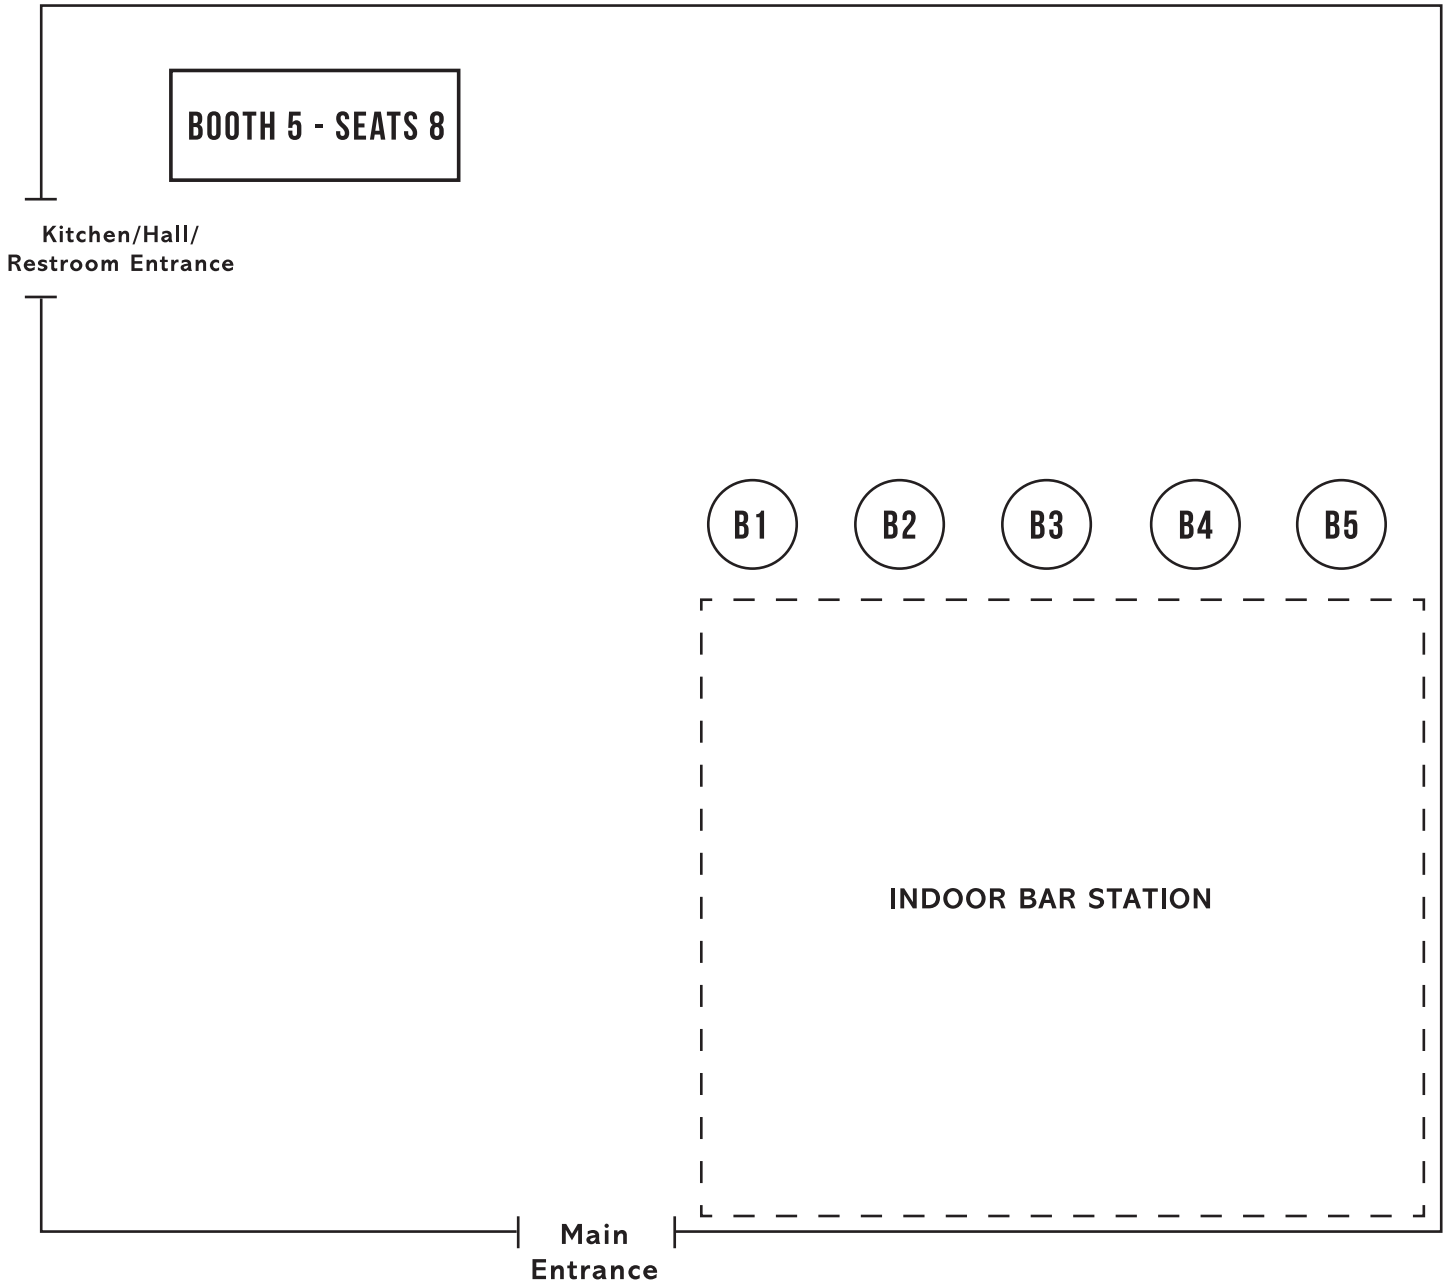 BOOTH 5 - SEATS 8
Kitchen/Hall/
Restroom Entrance
B1 B2 B3 B4 B5
INDOOR BAR STATION
Main
Entrance